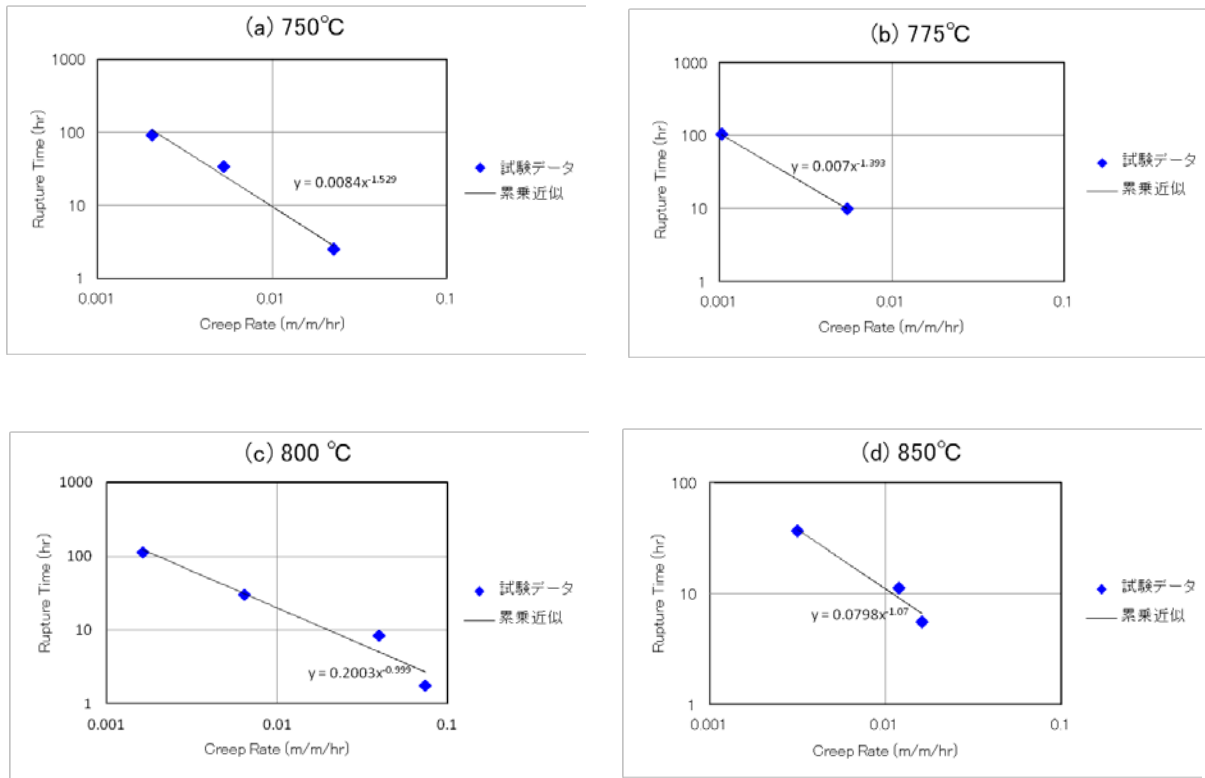 (a) 750℃
1000
100
10
1
0.001
0.01
0.1
Rupture Time (hr)
Creep Rate (m/m/hr)
y = 0.0084x-1.529
試験データ
累乗近似
(b) 775℃
1000
100
10
1
0.001
0.01
0.1
Rupture Time (hr)
Creep Rate (m/m/hr)
y = 0.007x-1.393
試験データ
累乗近似
(c) 800 ℃
1000
100
10
1
0.001
0.01
0.1
Rupture Time (hr)
Creep Rate (m/m/hr)
y = 0.2003x-0.999
試験データ
累乗近似
(d) 850℃
100
10
1
0.001
0.01
0.1
Rupture Time (hr)
Creep Rate (m/m/hr)
y = 0.0798x-1.07
試験データ
累乗近似